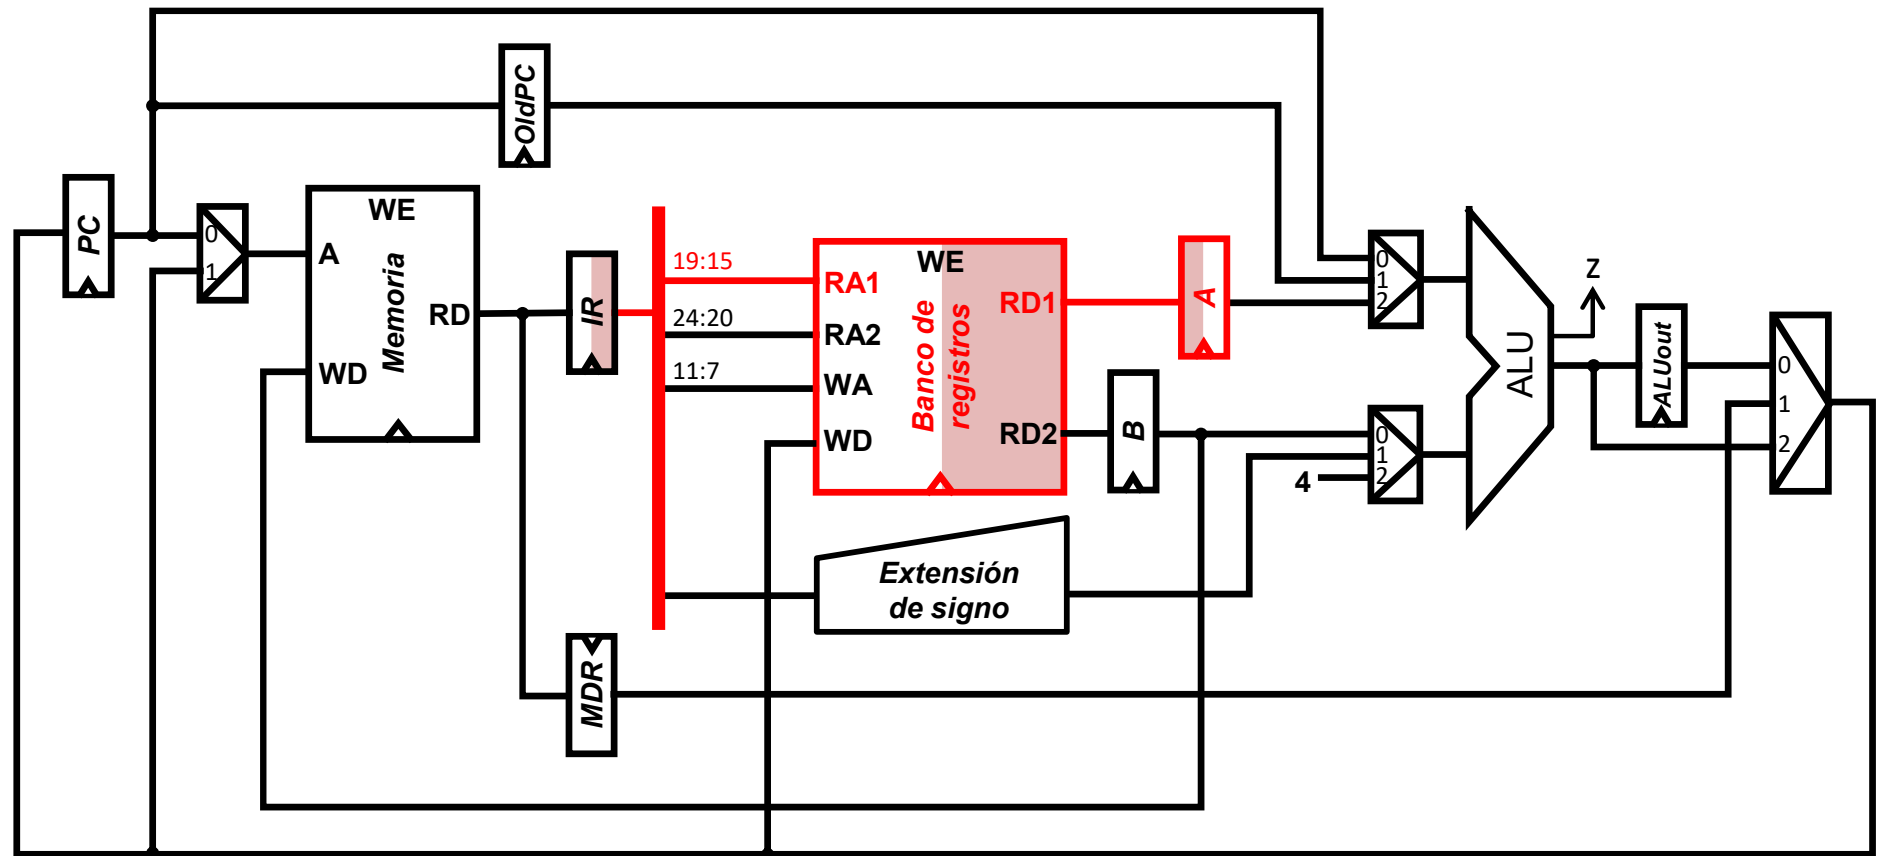 OldPC
PC
0
1
WE
A
Memoria
RD
WD
IR
19:15
24:20
11:7
WE
RA1
RA2
WA
WD
Banco de
registros
RD1
RD2
A
B
Extensión
de signo
MDR
0
1
2
0
1
2
4
ALU
Z
ALUout
0
1
2